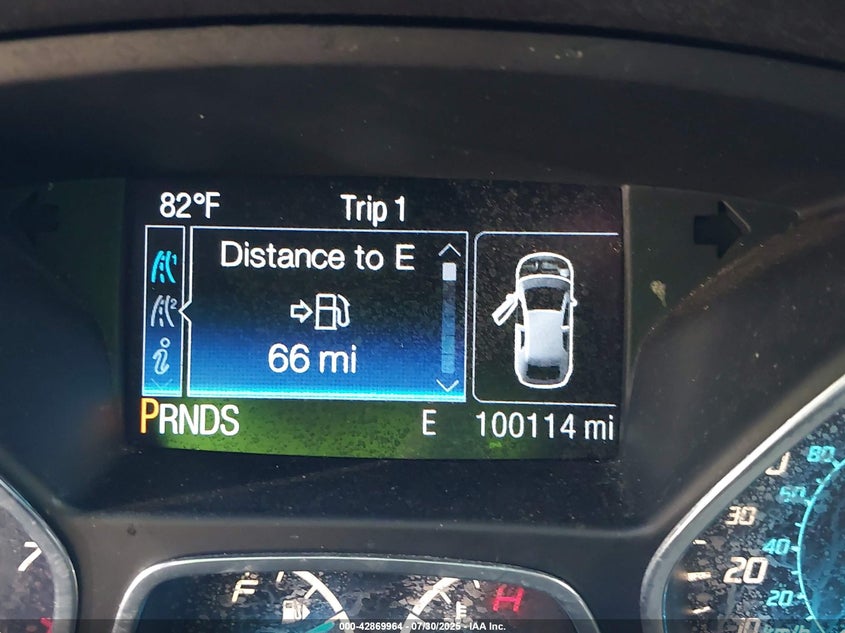 82°F Trip 1
Distance to E
66 mi
PRNDS E 100114 mi
80
60
30
40
20
20
7
F H
E
000-42869964 - 07/30/2025 - IAA Inc.